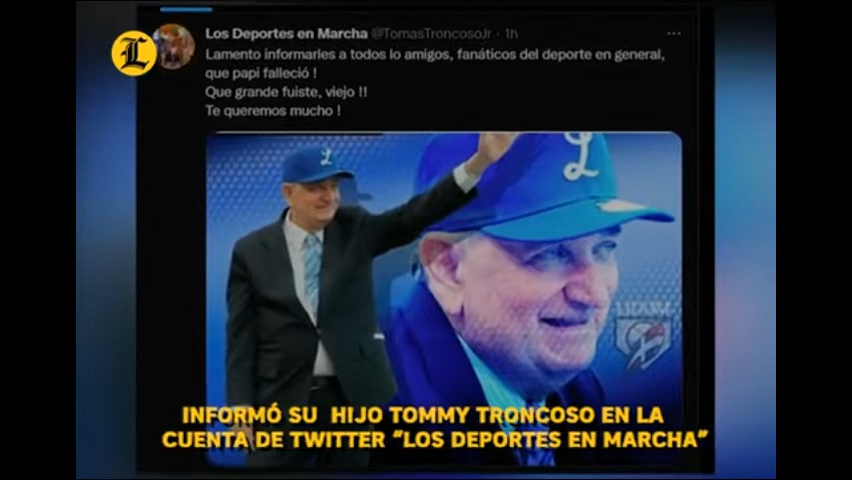 L
Los Deportes en Marcha @TomasTroncosoJr · 1h
Lamento informarles a todos lo amigos, fanáticos del deporte en general,
que papi falleció !
Que grande fuiste, viejo !!
Te queremos mucho !
L
L
LIDOM
INFORMÓ SU HIJO TOMMY TRONCOSO EN LA
CUENTA DE TWITTER “LOS DEPORTES EN MARCHA”